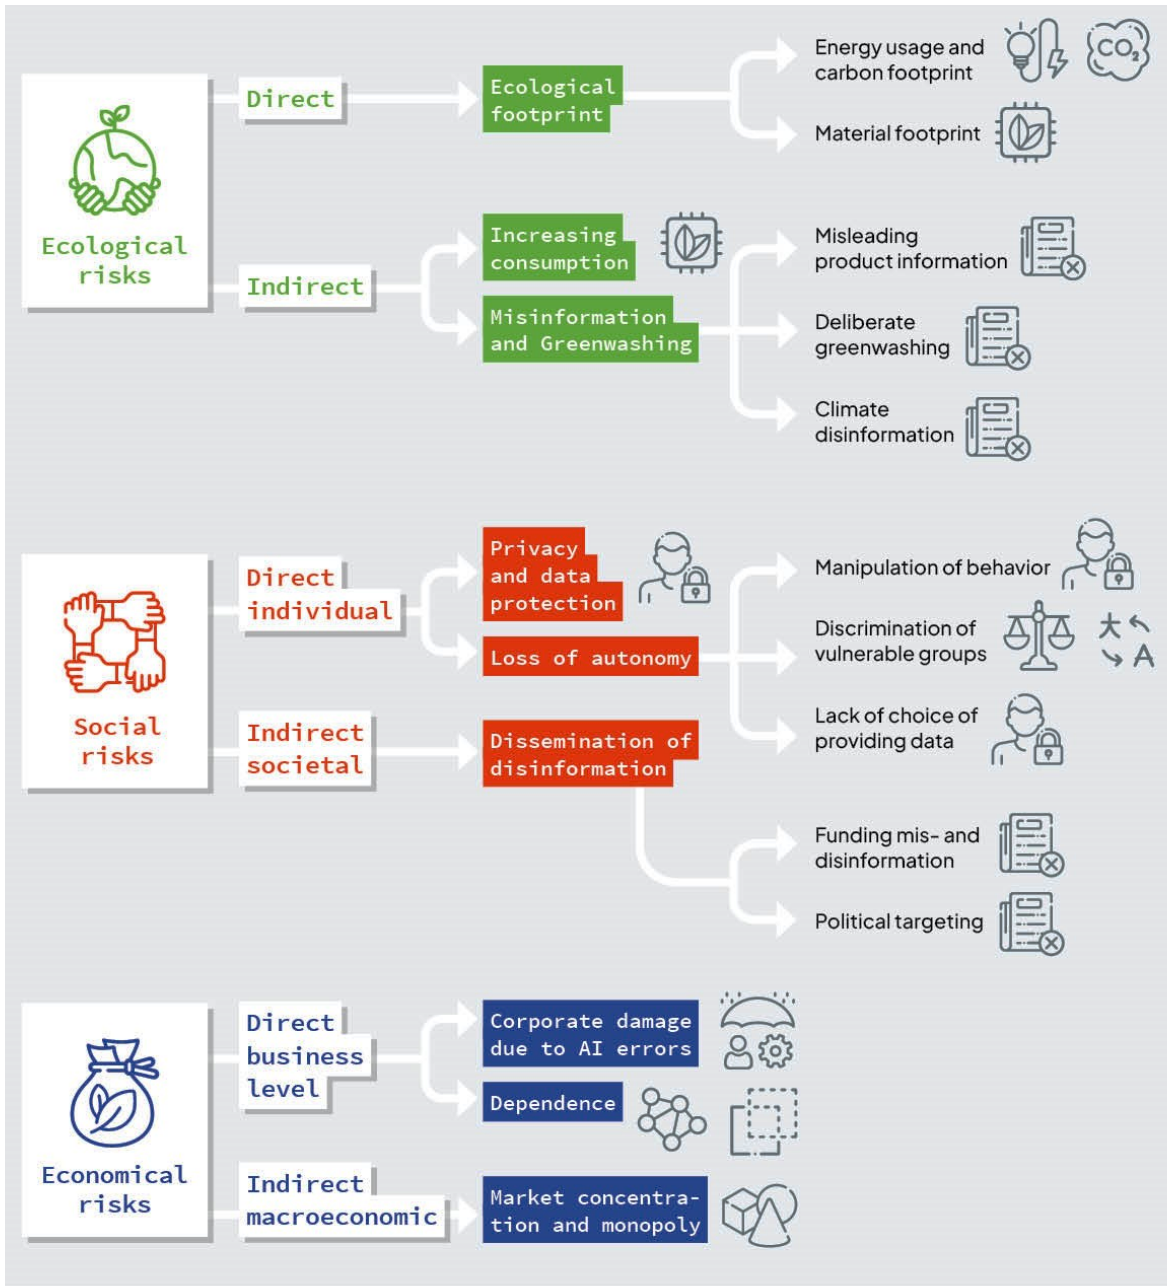 Ecological
risks
Direct
Ecological
footprint
Energy usage and
carbon footprint
CO₂
Material footprint
Indirect
Increasing
consumption
Misinformation
and Greenwashing
Misleading
product information
Deliberate
greenwashing
Climate
disinformation
Social
risks
Direct
individual
Privacy
and data
protection
Loss of autonomy
Manipulation of behavior
Discrimination of
vulnerable groups
大
A
Lack of choice of
providing data
Indirect
societal
Dissemination of
disinformation
Funding mis- and
disinformation
Political targeting
Economical
risks
Direct
business
level
Corporate damage
due to AI errors
Dependence
Indirect
macroeconomic
Market concentra-
tion and monopoly